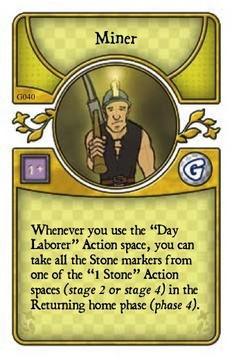 Miner
G040
1+
G
Whenever you use the “Day
Laborer” Action space, you can
take all the Stone markers from
one of the “1 Stone” Action
spaces (stage 2 or stage 4) in the
Returning home phase (phase 4).